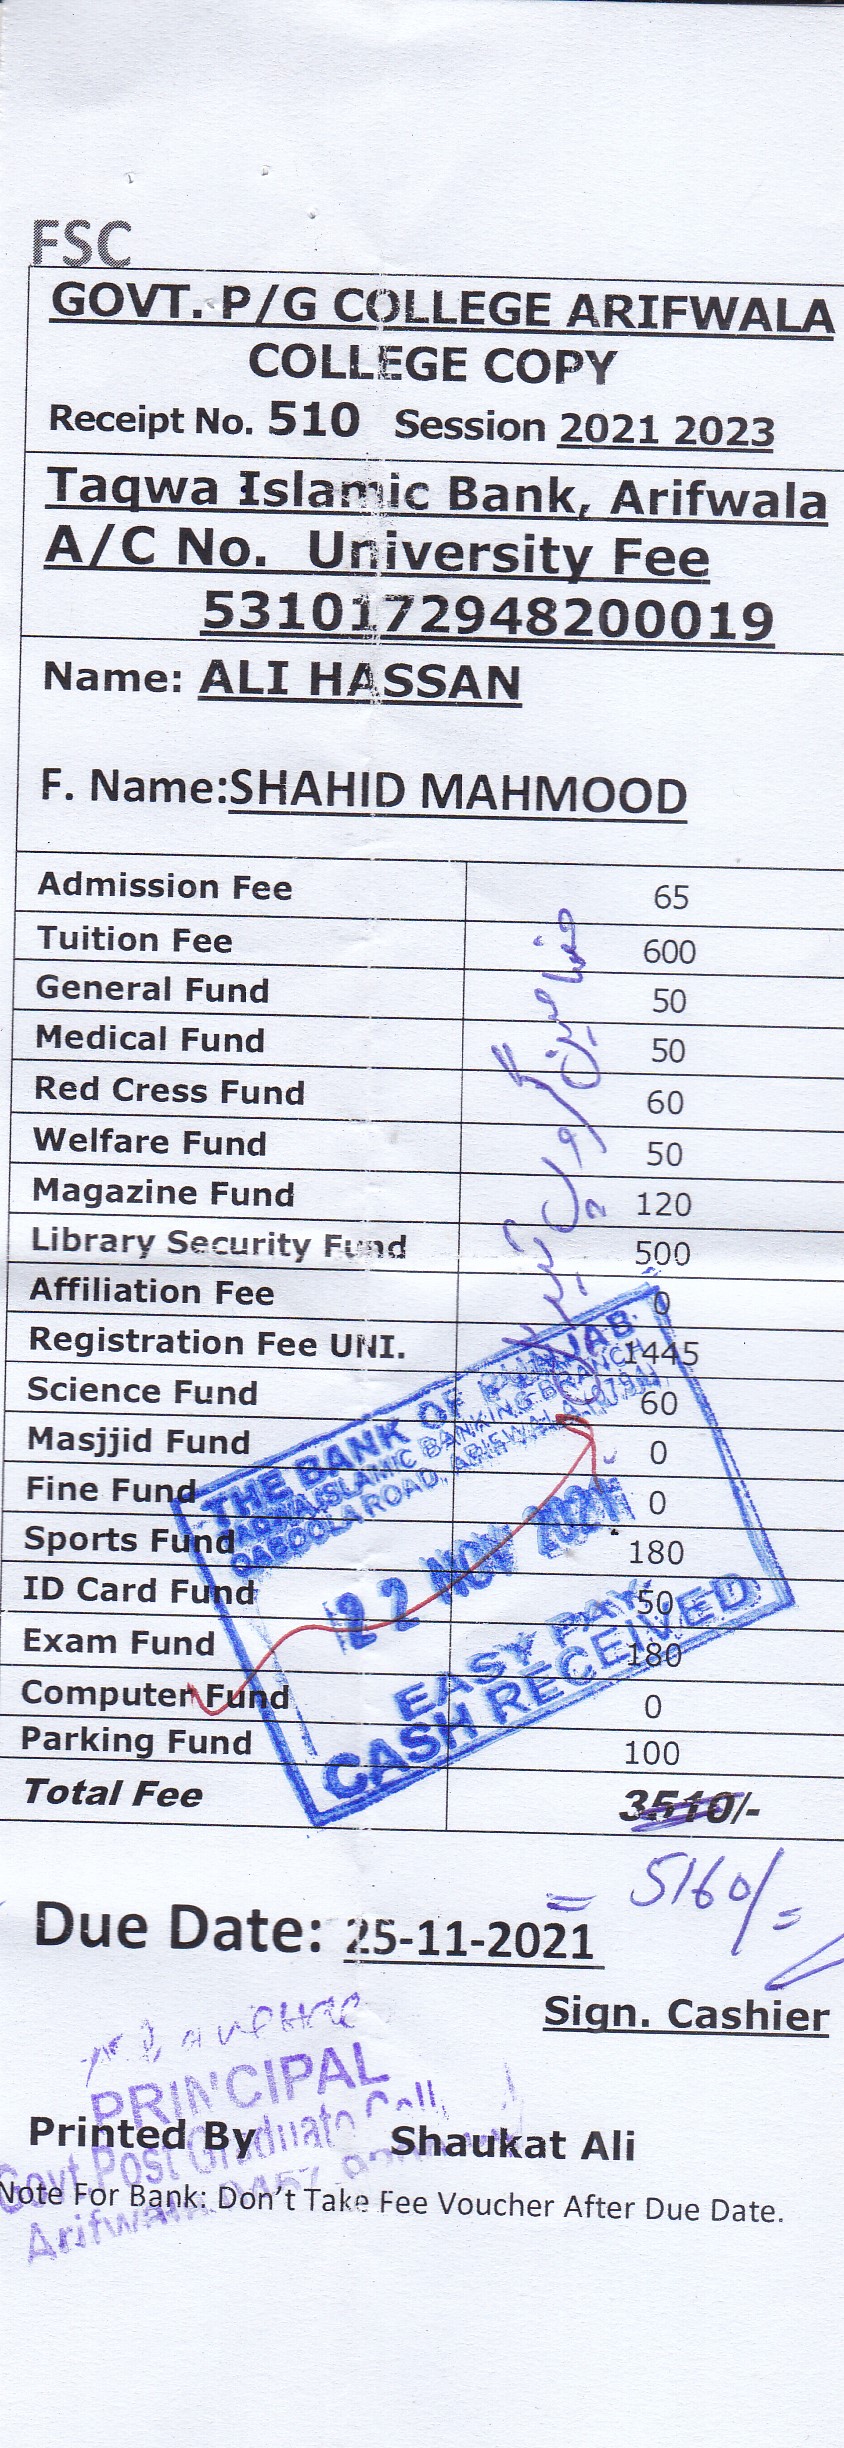 FSC
GOVT. P/G COLLEGE ARIFWALA
COLLEGE COPY
Receipt No. 510 Session 2021 2023
Taqwa Islamic Bank, Arifwala
A/C No. University Fee
5310172948200019
Name: ALI HASSAN
F. Name:SHAHID MAHMOOD
Admission Fee 65
Tuition Fee 600
General Fund 50
Medical Fund 50
Red Cress Fund 60
Welfare Fund 50
Magazine Fund 120
Library Security Fund 500
Affiliation Fee 0
Registration Fee UNI. 1445
Science Fund 60
Masjjid Fund 0
Fine Fund 0
Sports Fund 180
ID Card Fund 50
Exam Fund 180
Computer Fund 0
Parking Fund 100
Total Fee 3510/-
THE BANK OF PUNJAB
TAQWA ISLAMIC BANKING BRANCH
QABOOLA ROAD, ARIFWALA
22 NOV 2021
EASY PAY
CASH RECEIVED
= 5160/=
Due Date: 25-11-2021
Sign. Cashier
PRINCIPAL
Govt. Post Graduate
Arifwala
Printed By Shaukat Ali
Note For Bank: Don't Take Fee Voucher After Due Date.